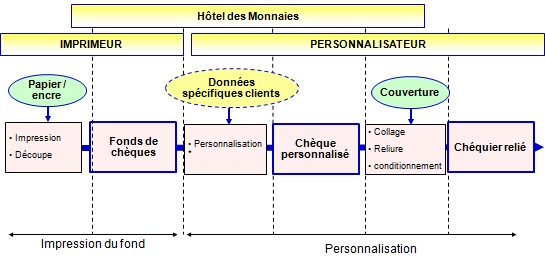 Hôtel des Monnaies
IMPRIMEUR
PERSONNALISATEUR
Papier /
encre
Données
spécifiques clients
Couverture
• Impression
• Découpe
Fonds de
chèques
• Personnalisation
•
Chèque
personnalisé
• Collage
• Reliure
• conditionnement
Chéquier relié
Impression du fond
Personnalisation